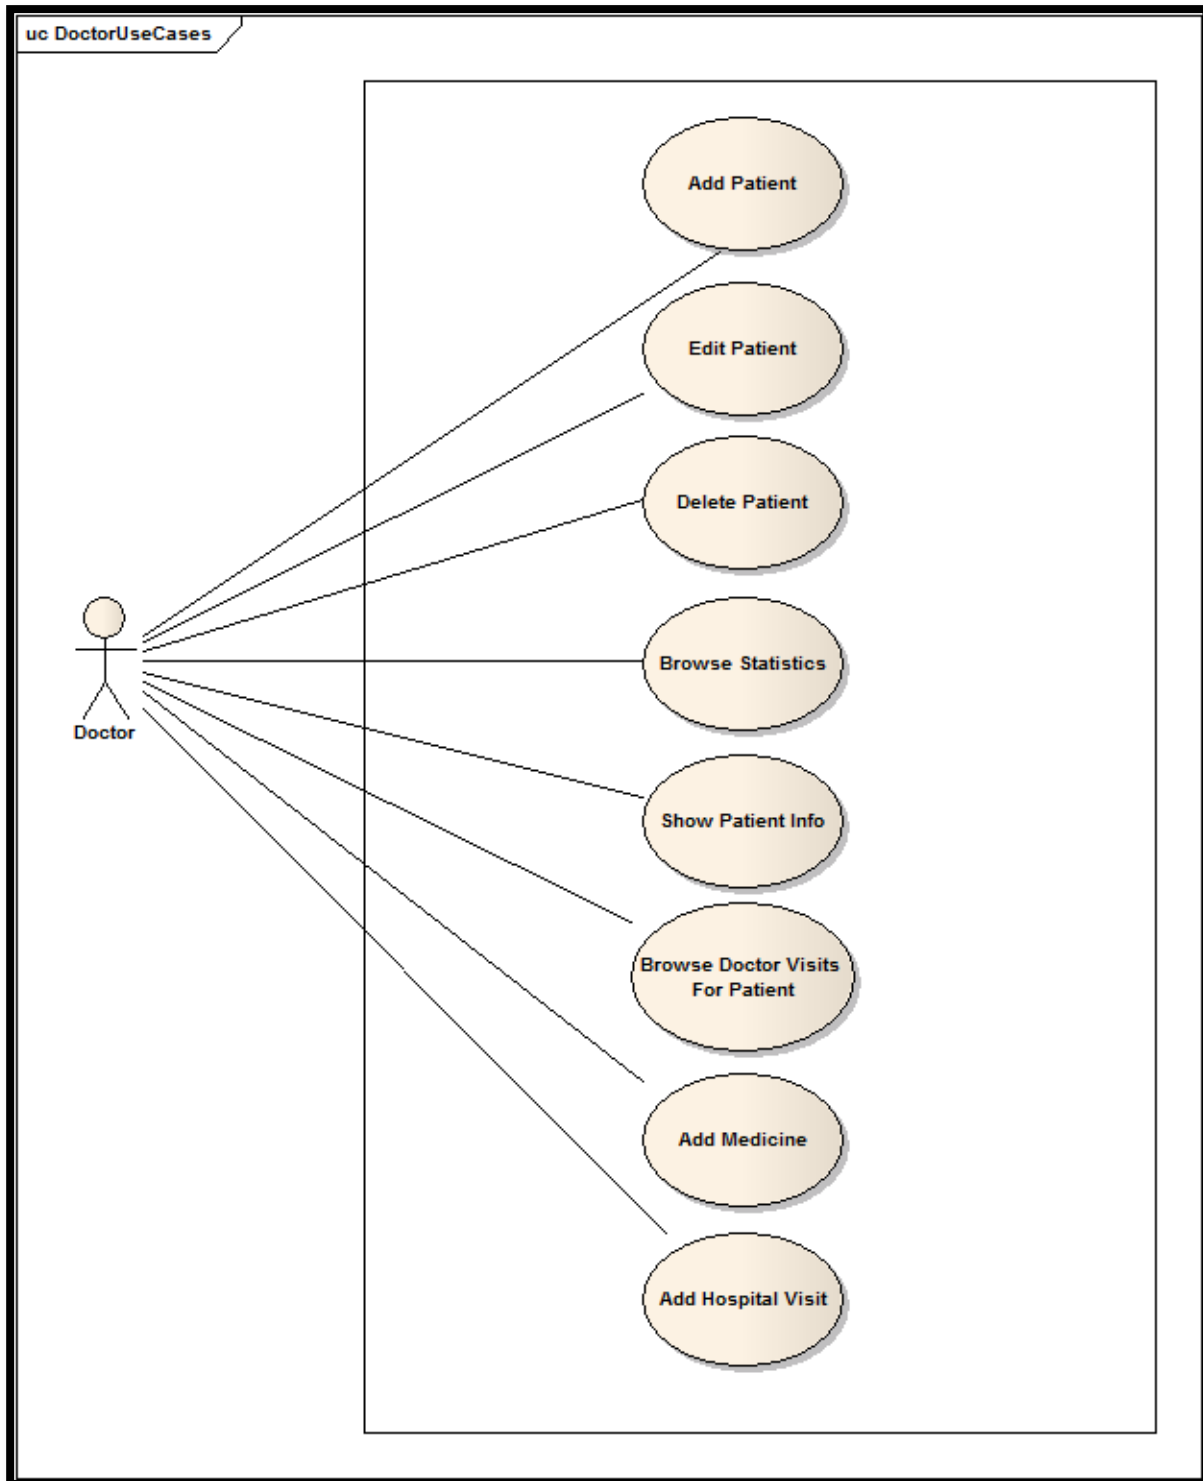 uc DoctorUseCases
Add Patient
Edit Patient
Delete Patient
Browse Statistics
Doctor
Show Patient Info
Browse Doctor Visits
For Patient
Add Medicine
Add Hospital Visit